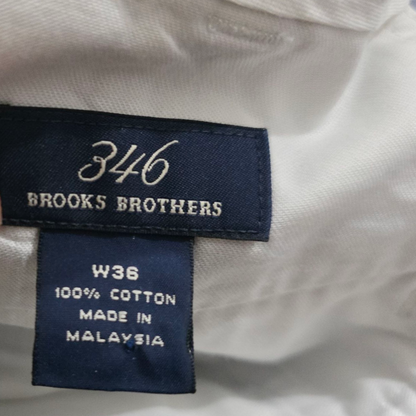 346
BROOKS BROTHERS
W36
100% COTTON
MADE IN
MALAYSIA